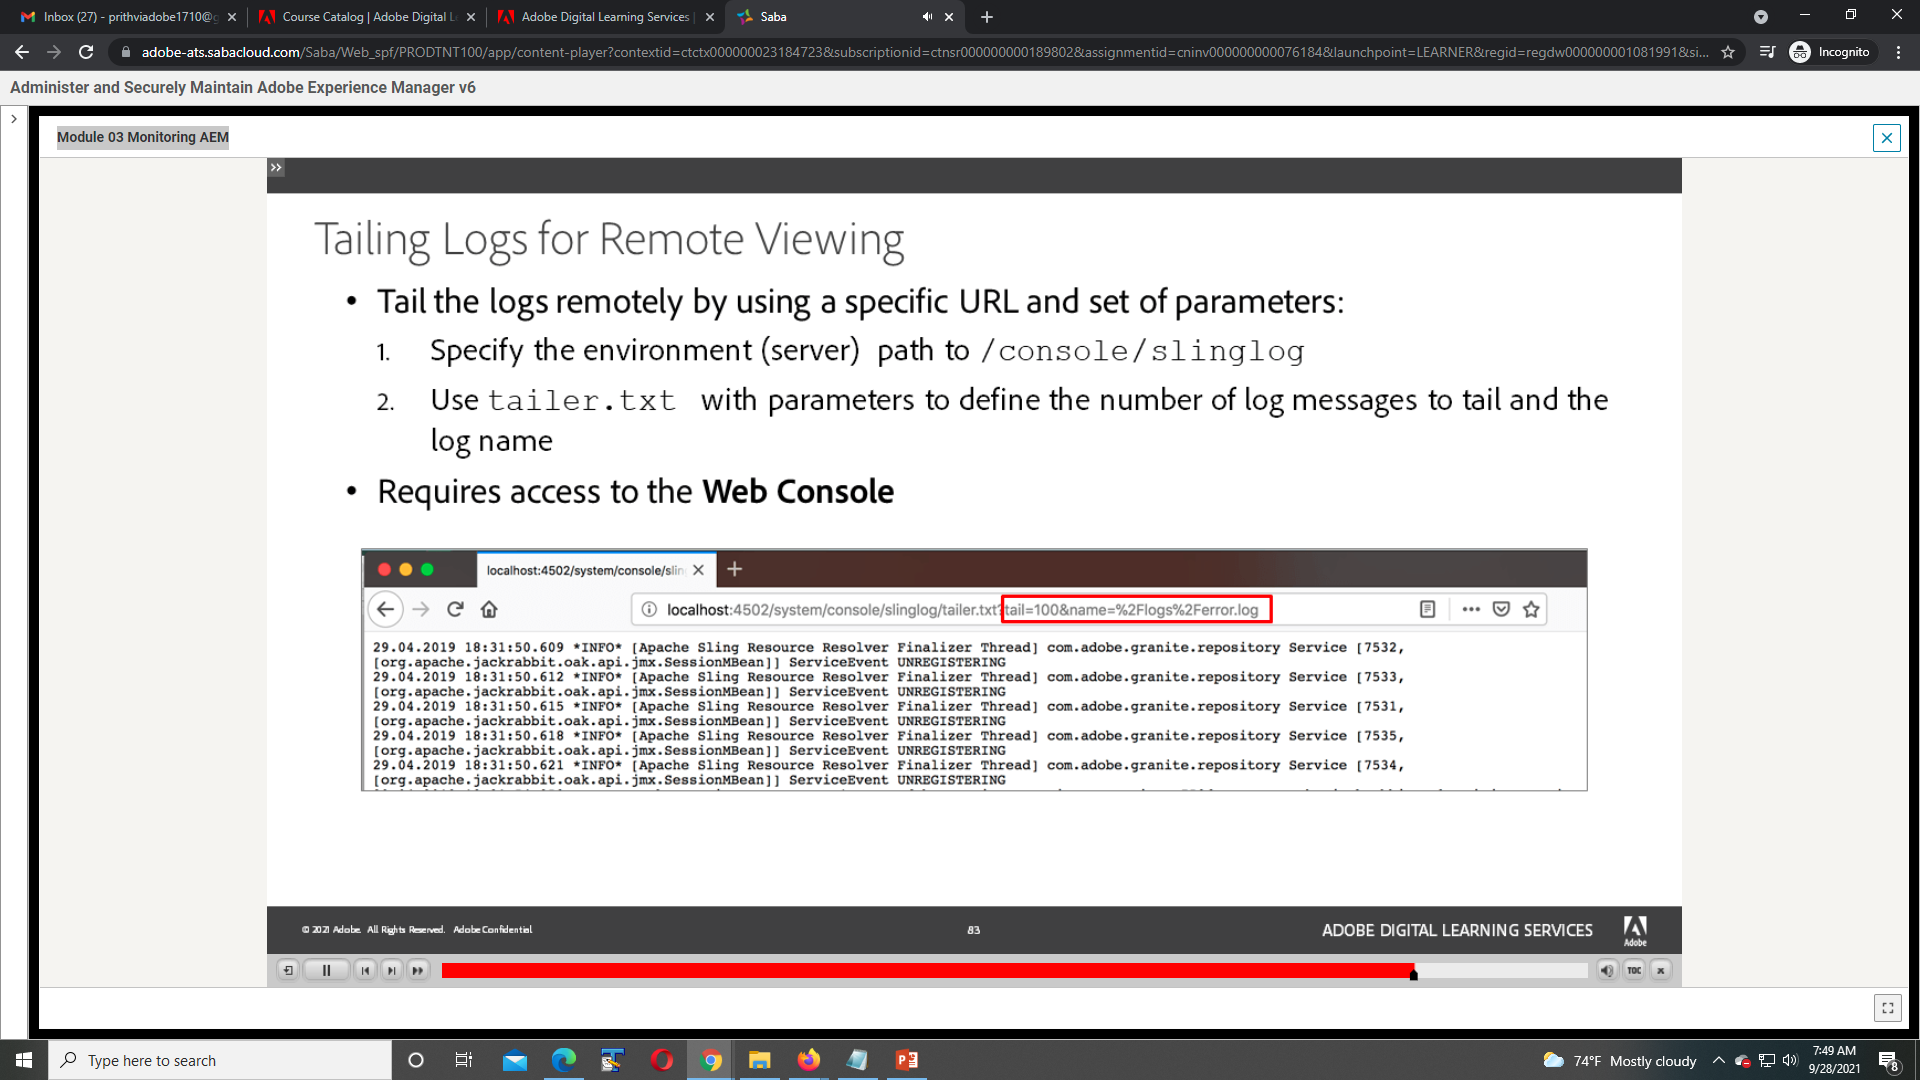 Inbox (27) - prithviadobe1710@g
Course Catalog | Adobe Digital L
Adobe Digital Learning Services |
Saba
adobe-ats.sabacloud.com/Saba/Web_spf/PRODTNT100/app/content-player?contextid=ctctx000000023184723&subscriptionid=ctnsr0000000000189802&assignmentid=cninv000000000076184&launchpoint=LEARNER&regid=regdw000000001081991&si...
Incognito
Administer and Securely Maintain Adobe Experience Manager v6
Module 03 Monitoring AEM
Tailing Logs for Remote Viewing
• Tail the logs remotely by using a specific URL and set of parameters:
1. Specify the environment (server) path to /console/slinglog
2. Use tailer.txt with parameters to define the number of log messages to tail and the
log name
• Requires access to the Web Console
localhost:4502/system/console/slin
localhost:4502/system/console/slinglog/tailer.txt?tail=100&name=%2Flogs%2Ferror.log
29.04.2019 18:31:50.609 *INFO* [Apache Sling Resource Resolver Finalizer Thread] com.adobe.granite.repository Service [7532,
[org.apache.jackrabbit.oak.api.jmx.SessionMBean]] ServiceEvent UNREGISTERING
29.04.2019 18:31:50.612 *INFO* [Apache Sling Resource Resolver Finalizer Thread] com.adobe.granite.repository Service [7533,
[org.apache.jackrabbit.oak.api.jmx.SessionMBean]] ServiceEvent UNREGISTERING
29.04.2019 18:31:50.615 *INFO* [Apache Sling Resource Resolver Finalizer Thread] com.adobe.granite.repository Service [7531,
[org.apache.jackrabbit.oak.api.jmx.SessionMBean]] ServiceEvent UNREGISTERING
29.04.2019 18:31:50.618 *INFO* [Apache Sling Resource Resolver Finalizer Thread] com.adobe.granite.repository Service [7535,
[org.apache.jackrabbit.oak.api.jmx.SessionMBean]] ServiceEvent UNREGISTERING
29.04.2019 18:31:50.621 *INFO* [Apache Sling Resource Resolver Finalizer Thread] com.adobe.granite.repository Service [7534,
[org.apache.jackrabbit.oak.api.jmx.SessionMBean]] ServiceEvent UNREGISTERING
© 2021 Adobe. All Rights Reserved. Adobe Confidential.
83
ADOBE DIGITAL LEARNING SERVICES
Adobe
TOC
Type here to search
74°F Mostly cloudy
7:49 AM
9/28/2021
8